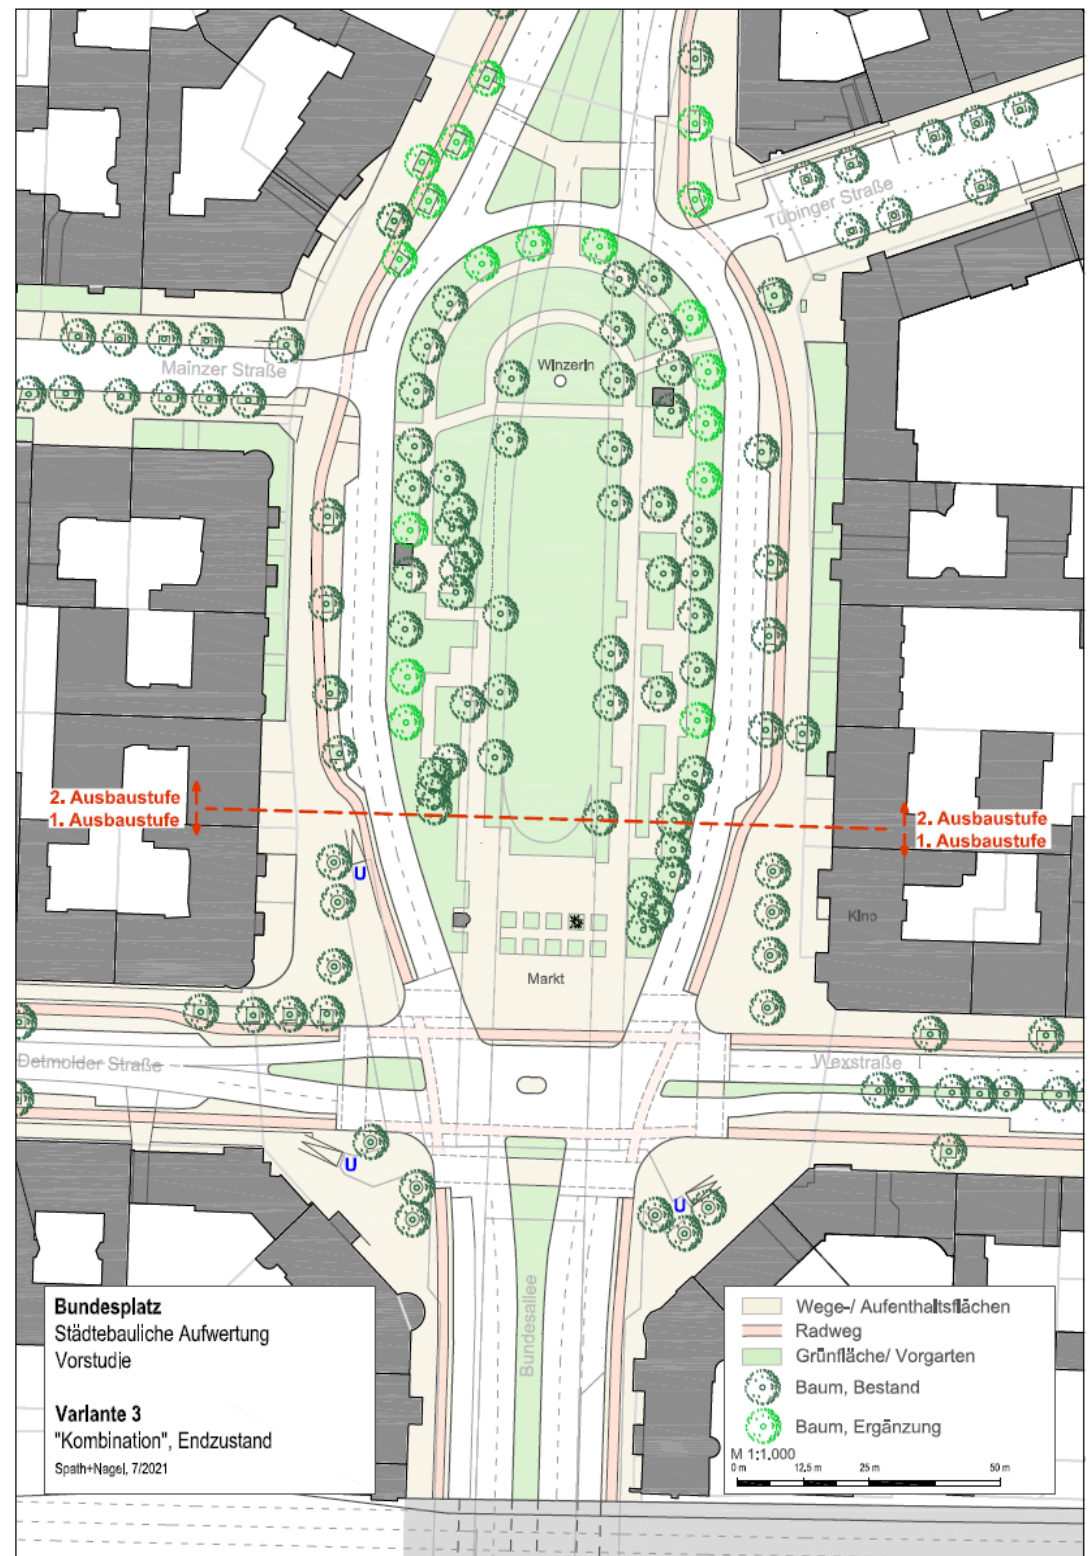 Tübinger Straße
Mainzer Straße
Winzerin
2. Ausbaustufe
1. Ausbaustufe
2. Ausbaustufe
1. Ausbaustufe
U
Kino
Markt
Detmolder Straße
Wexstraße
U
U
Bundesallee
Bundesplatz
Städtebauliche Aufwertung
Vorstudie
Variante 3
"Kombination", Endzustand
Spath+Nagel, 7/2021
Wege-/ Aufenthaltsflächen
Radweg
Grünfläche/ Vorgarten
Baum, Bestand
Baum, Ergänzung
M 1:1.000
0 m 12,5 m 25 m 50 m